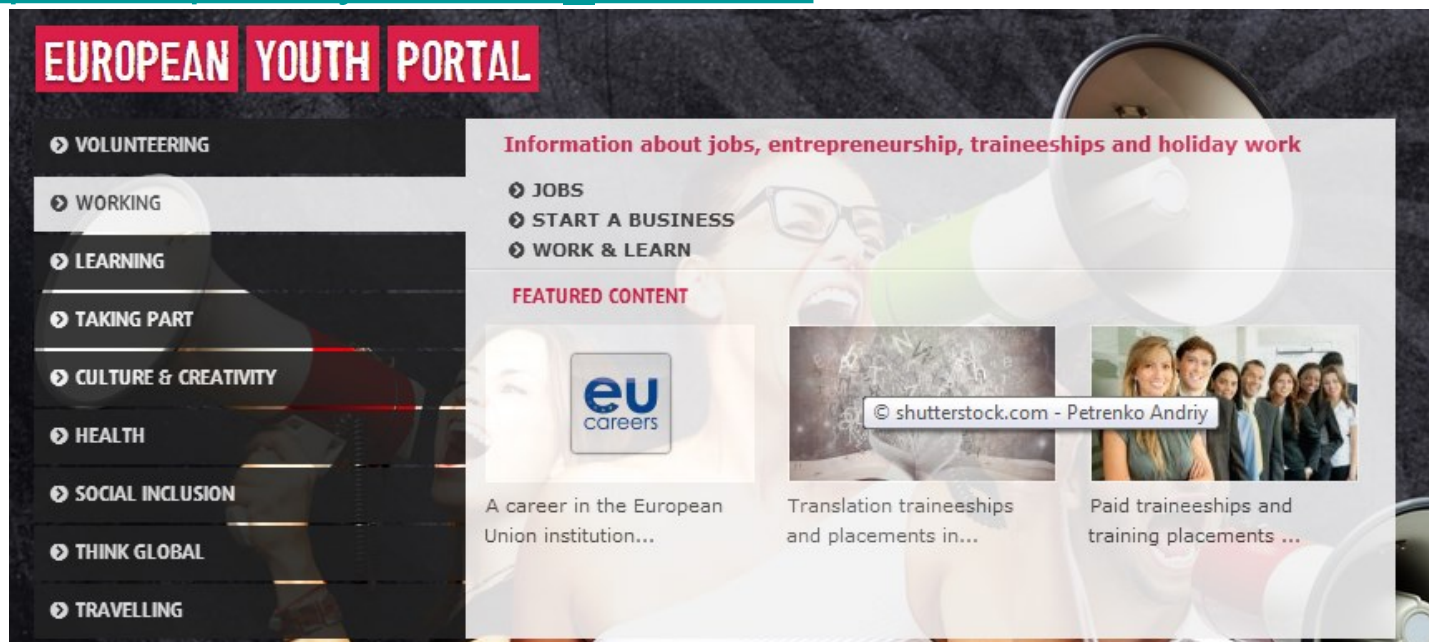 EUROPEAN YOUTH PORTAL
VOLUNTEERING
WORKING
LEARNING
TAKING PART
CULTURE & CREATIVITY
HEALTH
SOCIAL INCLUSION
THINK GLOBAL
TRAVELLING
Information about jobs, entrepreneurship, traineeships and holiday work
JOBS
START A BUSINESS
WORK & LEARN
FEATURED CONTENT
eu
careers
© shutterstock.com - Petrenko Andriy
A career in the European
Union institution...
Translation traineeships
and placements in...
Paid traineeships and
training placements ...